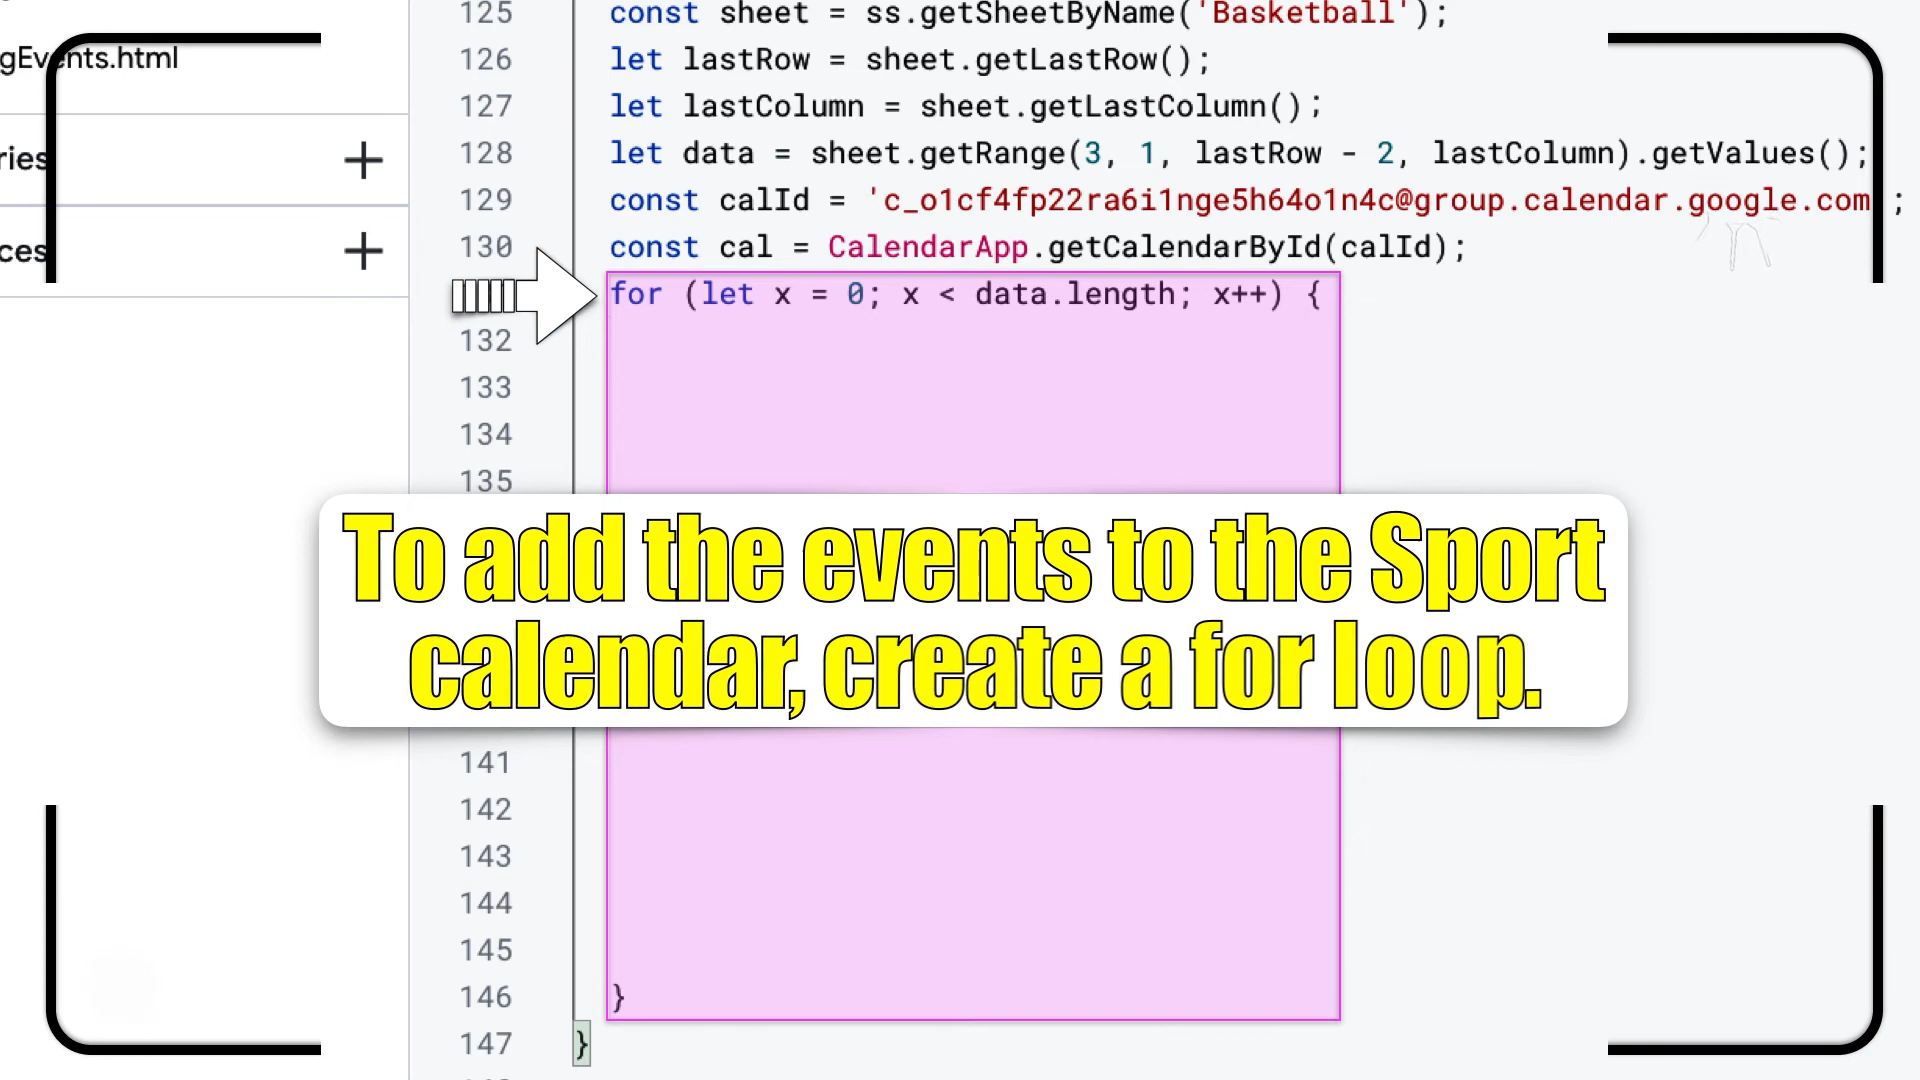 gEvents.html
ries +
ces +
125 const sheet = ss.getSheetByName('Basketball');
126 let lastRow = sheet.getLastRow();
127 let lastColumn = sheet.getLastColumn();
128 let data = sheet.getRange(3, 1, lastRow - 2, lastColumn).getValues();
129 const calId = 'c_o1cf4fp22ra6i1nge5h64o1n4c@group.calendar.google.com ;
130 const cal = CalendarApp.getCalendarById(calId);
for (let x = 0; x < data.length; x++) {
132
133
134
135
To add the events to the Sport
calendar, create a for loop.
141
142
143
144
145
146 }
147 }